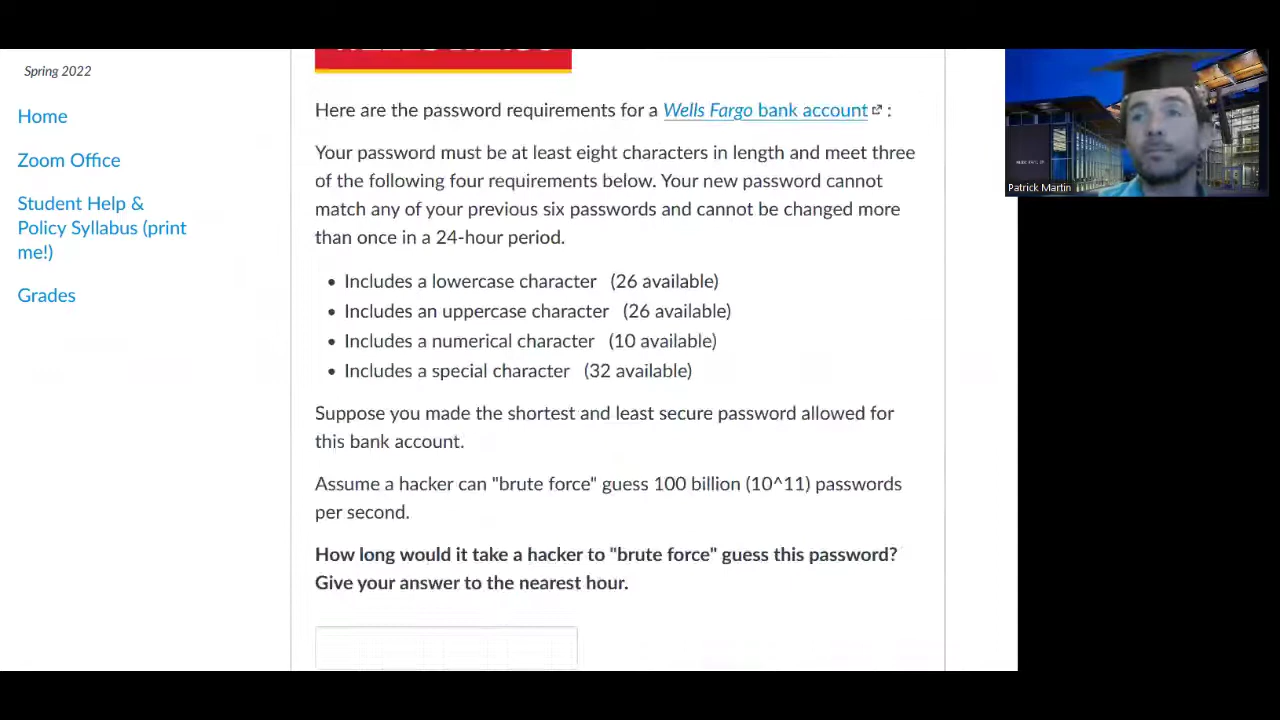 Spring 2022
Home
Zoom Office
Student Help &
Policy Syllabus (print
me!)
Grades
Here are the password requirements for a Wells Fargo bank account :
Your password must be at least eight characters in length and meet three
of the following four requirements below. Your new password cannot
match any of your previous six passwords and cannot be changed more
than once in a 24-hour period.
• Includes a lowercase character (26 available)
• Includes an uppercase character (26 available)
• Includes a numerical character (10 available)
• Includes a special character (32 available)
Suppose you made the shortest and least secure password allowed for
this bank account.
Assume a hacker can "brute force" guess 100 billion (10^11) passwords
per second.
How long would it take a hacker to "brute force" guess this password?
Give your answer to the nearest hour.
Patrick Martin